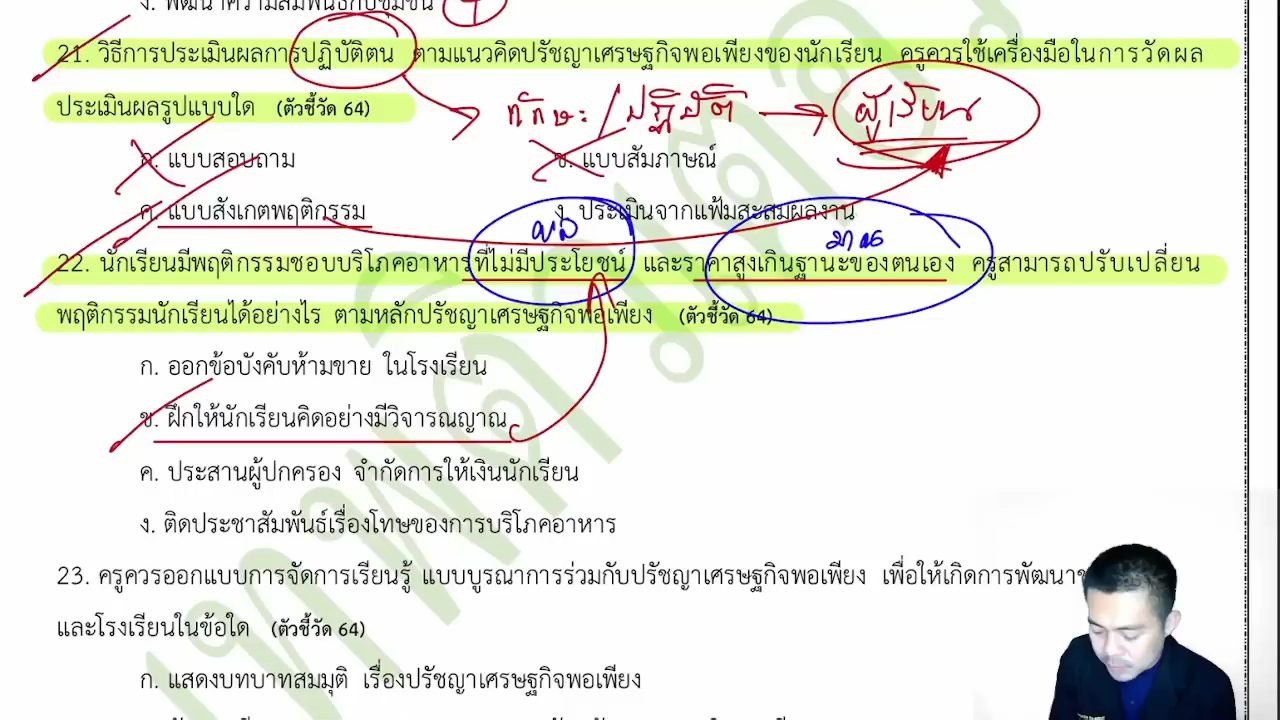 ง. พัฒนาความสัมพันธ์กับชุมชน
21. วิธีการประเมินผลการปฏิบัติตน ตามแนวคิดปรัชญาเศรษฐกิจพอเพียงของนักเรียน ครูควรใช้เครื่องมือในการวัดผล
ประเมินผลรูปแบบใด (ตัวชี้วัด 64)
ทักษะ/ปฏิบัติ → ผู้เรียน
ก. แบบสอบถาม ข. แบบสัมภาษณ์
ค. แบบสังเกตพฤติกรรม ง. ประเมินจากแฟ้มสะสมผลงาน
22. นักเรียนมีพฤติกรรมชอบบริโภคอาหารที่ไม่มีประโยชน์ และราคาสูงเกินฐานะของตนเอง ครูสามารถปรับเปลี่ยน
พฤติกรรมนักเรียนได้อย่างไร ตามหลักปรัชญาเศรษฐกิจพอเพียง (ตัวชี้วัด 64)
ก. ออกข้อบังคับห้ามขาย ในโรงเรียน
ข. ฝึกให้นักเรียนคิดอย่างมีวิจารณญาณ
ค. ประสานผู้ปกครอง จำกัดการให้เงินนักเรียน
ง. ติดประชาสัมพันธ์เรื่องโทษของการบริโภคอาหาร
23. ครูควรออกแบบการจัดการเรียนรู้ แบบบูรณาการร่วมกับปรัชญาเศรษฐกิจพอเพียง เพื่อให้เกิดการพัฒนา
และโรงเรียนในข้อใด (ตัวชี้วัด 64)
ก. แสดงบทบาทสมมุติ เรื่องปรัชญาเศรษฐกิจพอเพียง